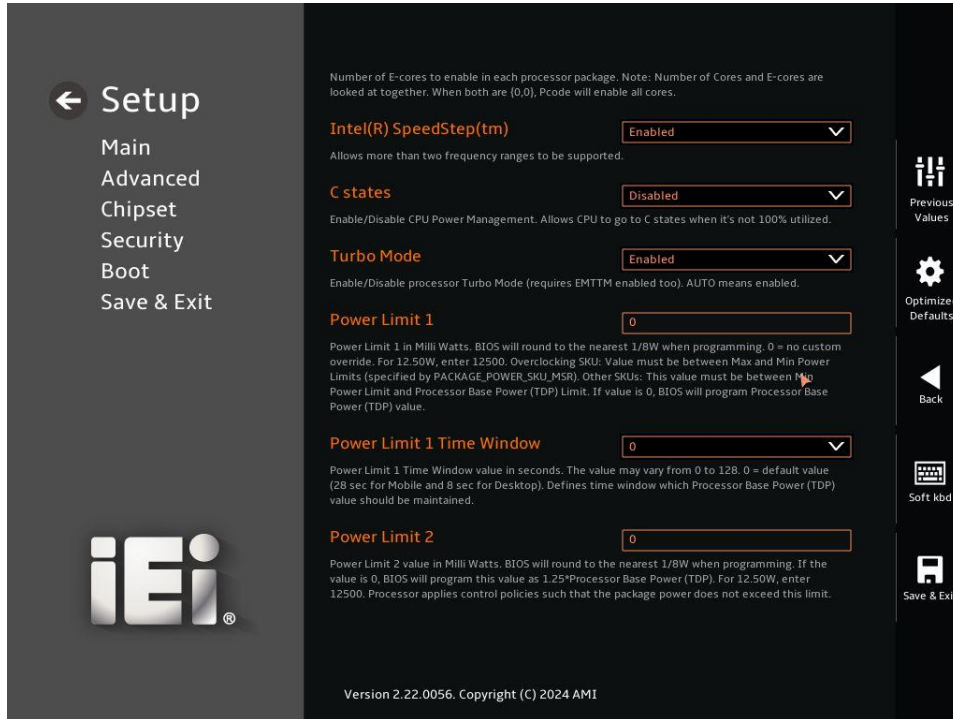 Setup
Main
Advanced
Chipset
Security
Boot
Save & Exit
iEi®
Number of E-cores to enable in each processor package. Note: Number of Cores and E-cores are
looked at together. When both are {0,0}, Pcode will enable all cores.
Intel(R) SpeedStep(tm)
Enabled
Allows more than two frequency ranges to be supported.
C states
Disabled
Enable/Disable CPU Power Management. Allows CPU to go to C states when it's not 100% utilized.
Turbo Mode
Enabled
Enable/Disable processor Turbo Mode (requires EMTTM enabled too). AUTO means enabled.
Power Limit 1
0
Power Limit 1 in Milli Watts. BIOS will round to the nearest 1/8W when programming. 0 = no custom
override. For 12.50W, enter 12500. Overclocking SKU: Value must be between Max and Min Power
Limits (specified by PACKAGE_POWER_SKU_MSR). Other SKUs: This value must be between Min
Power Limit and Processor Base Power (TDP) Limit. If value is 0, BIOS will program Processor Base
Power (TDP) value.
Power Limit 1 Time Window
0
Power Limit 1 Time Window value in seconds. The value may vary from 0 to 128. 0 = default value
(28 sec for Mobile and 8 sec for Desktop). Defines time window which Processor Base Power (TDP)
value should be maintained.
Power Limit 2
0
Power Limit 2 value in Milli Watts. BIOS will round to the nearest 1/8W when programming. If the
value is 0, BIOS will program this value as 1.25*Processor Base Power (TDP). For 12.50W, enter
12500. Processor applies control policies such that the package power does not exceed this limit.
Version 2.22.0056. Copyright (C) 2024 AMI
Previous
Values
Optimize
Defaults
Back
Soft kbd
Save & Exi